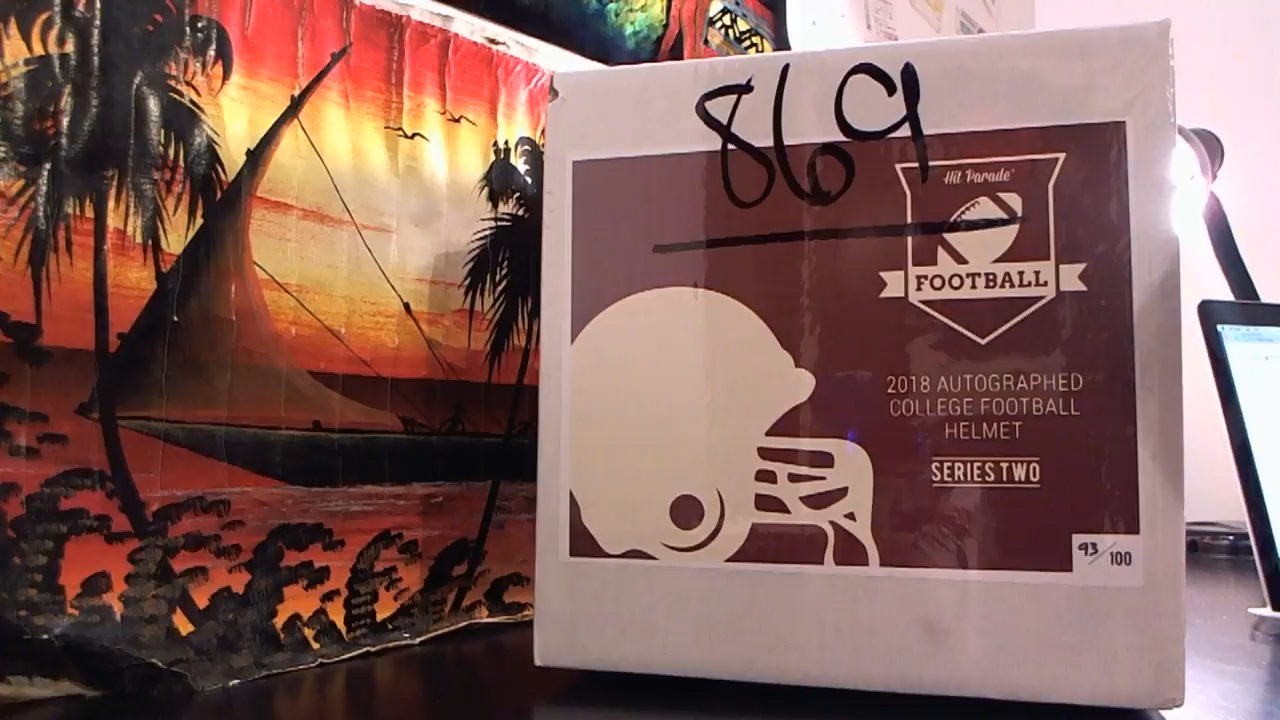 869
Hit Parade
FOOTBALL
2018 AUTOGRAPHED
COLLEGE FOOTBALL
HELMET
SERIES TWO
93/100